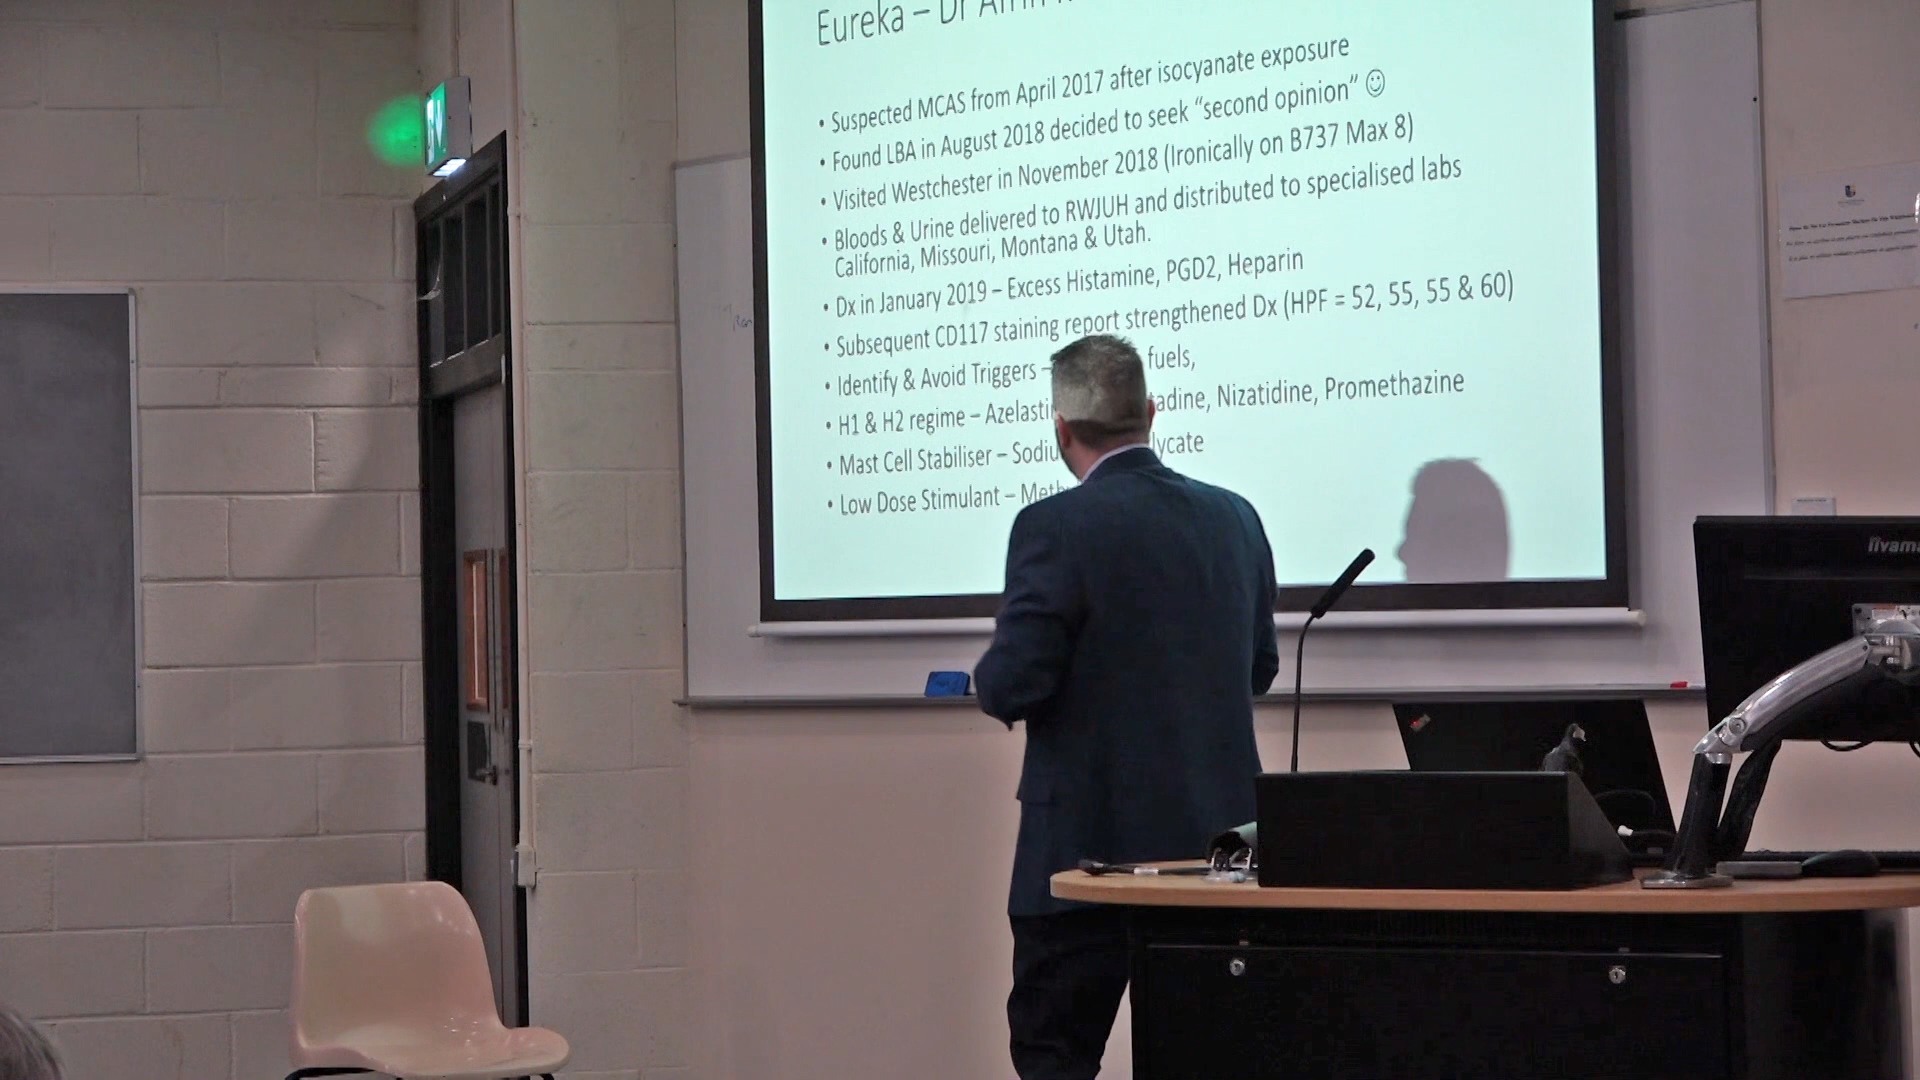 Eureka – Dr
• Suspected MCAS from April 2017 after isocyanate exposure
• Found LBA in August 2018 decided to seek “second opinion” ☺
• Visited Westchester in November 2018 (Ironically on B737 Max 8)
• Bloods & Urine delivered to RWJUH and distributed to specialised labs
California, Missouri, Montana & Utah.
• Dx in January 2019 – Excess Histamine, PGD2, Heparin
• Subsequent CD117 staining report strengthened Dx (HPF = 52, 55, 55 & 60)
• Identify & Avoid Triggers – fuels,
• H1 & H2 regime – Azelasti tadine, Nizatidine, Promethazine
• Mast Cell Stabiliser – Sodiu lycate
• Low Dose Stimulant – Meth
iiyama